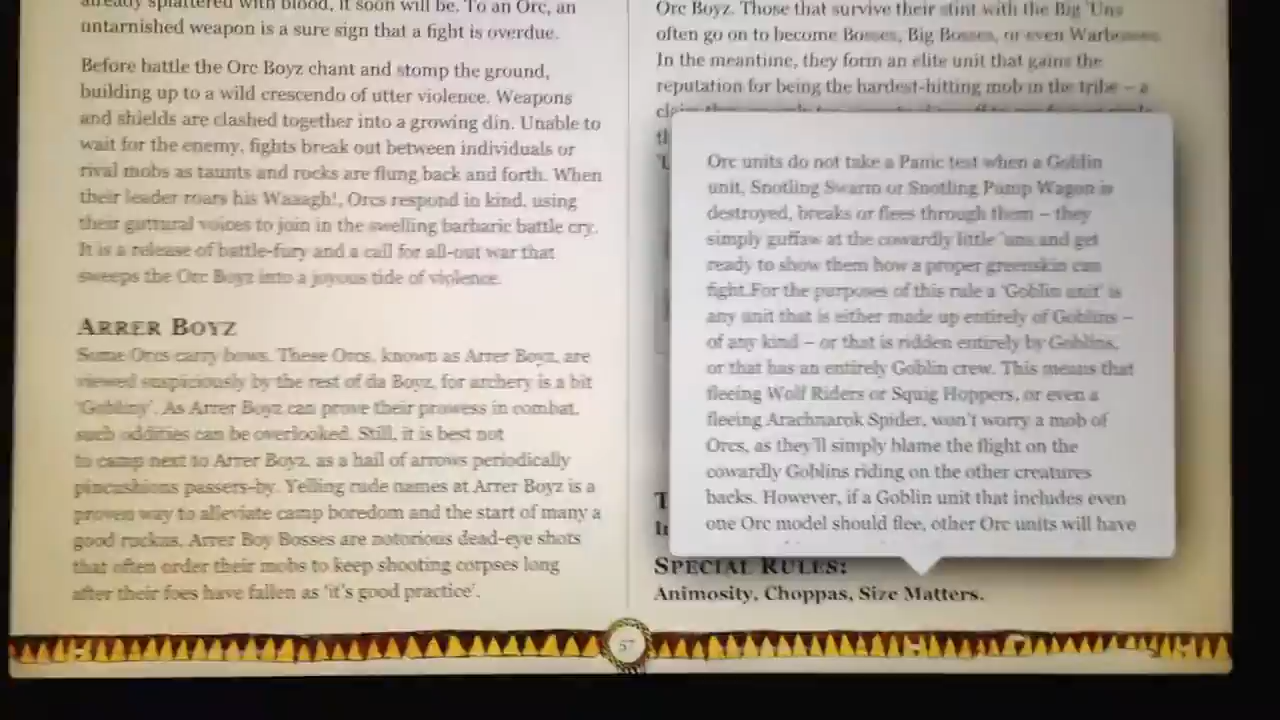 already splattered with blood, it soon will be. To an Orc, an
untarnished weapon is a sure sign that a fight is overdue.
Before battle the Orc Boyz chant and stomp the ground,
building up to a wild crescendo of utter violence. Weapons
and shields are clashed together into a growing din. Unable to
wait for the enemy, fights break out between individuals or
rival mobs as taunts and rocks are flung back and forth. When
their leader roars his Waaagh!, Orcs respond in kind, using
their guttural voices to join in the swelling barbaric battle cry.
It is a release of battle-fury and a call for all-out war that
sweeps the Orc Boyz into a joyous tide of violence.
ARRER BOYZ
Some Orcs carry bows. These Orcs, known as Arrer Boyz, are
viewed suspiciously by the rest of da Boyz, for archery is a bit
'Gobliny'. As Arrer Boyz can prove their prowess in combat,
such oddities can be overlooked. Still, it is best not
to camp next to Arrer Boyz, as a hail of arrows periodically
pincushions passers-by. Yelling rude names at Arrer Boyz is a
proven way to alleviate camp boredom and the start of many a
good ruckus. Arrer Boy Bosses are notorious dead-eye shots
that often order their mobs to keep shooting corpses long
after their foes have fallen as 'it's good practice'.
Orc Boyz. Those that survive their stint with the Big 'Uns
often go on to become Bosses, Big Bosses, or even Warbosses.
In the meantime, they form an elite unit that gains the
reputation for being the hardest-hitting mob in the tribe – a
Orc units do not take a Panic test when a Goblin
unit, Snotling Swarm or Snotling Pump Wagon is
destroyed, breaks or flees through them – they
simply guffaw at the cowardly little 'uns and get
ready to show them how a proper greenskin can
fight.For the purposes of this rule a 'Goblin unit' is
any unit that is either made up entirely of Goblins –
of any kind – or that is ridden entirely by Goblins,
or that has an entirely Goblin crew. This means that
fleeing Wolf Riders or Squig Hoppers, or even a
fleeing Arachnarok Spider, won't worry a mob of
Orcs, as they'll simply blame the flight on the
cowardly Goblins riding on the other creatures
backs. However, if a Goblin unit that includes even
one Orc model should flee, other Orc units will have
SPECIAL RULES:
Animosity, Choppas, Size Matters.
57